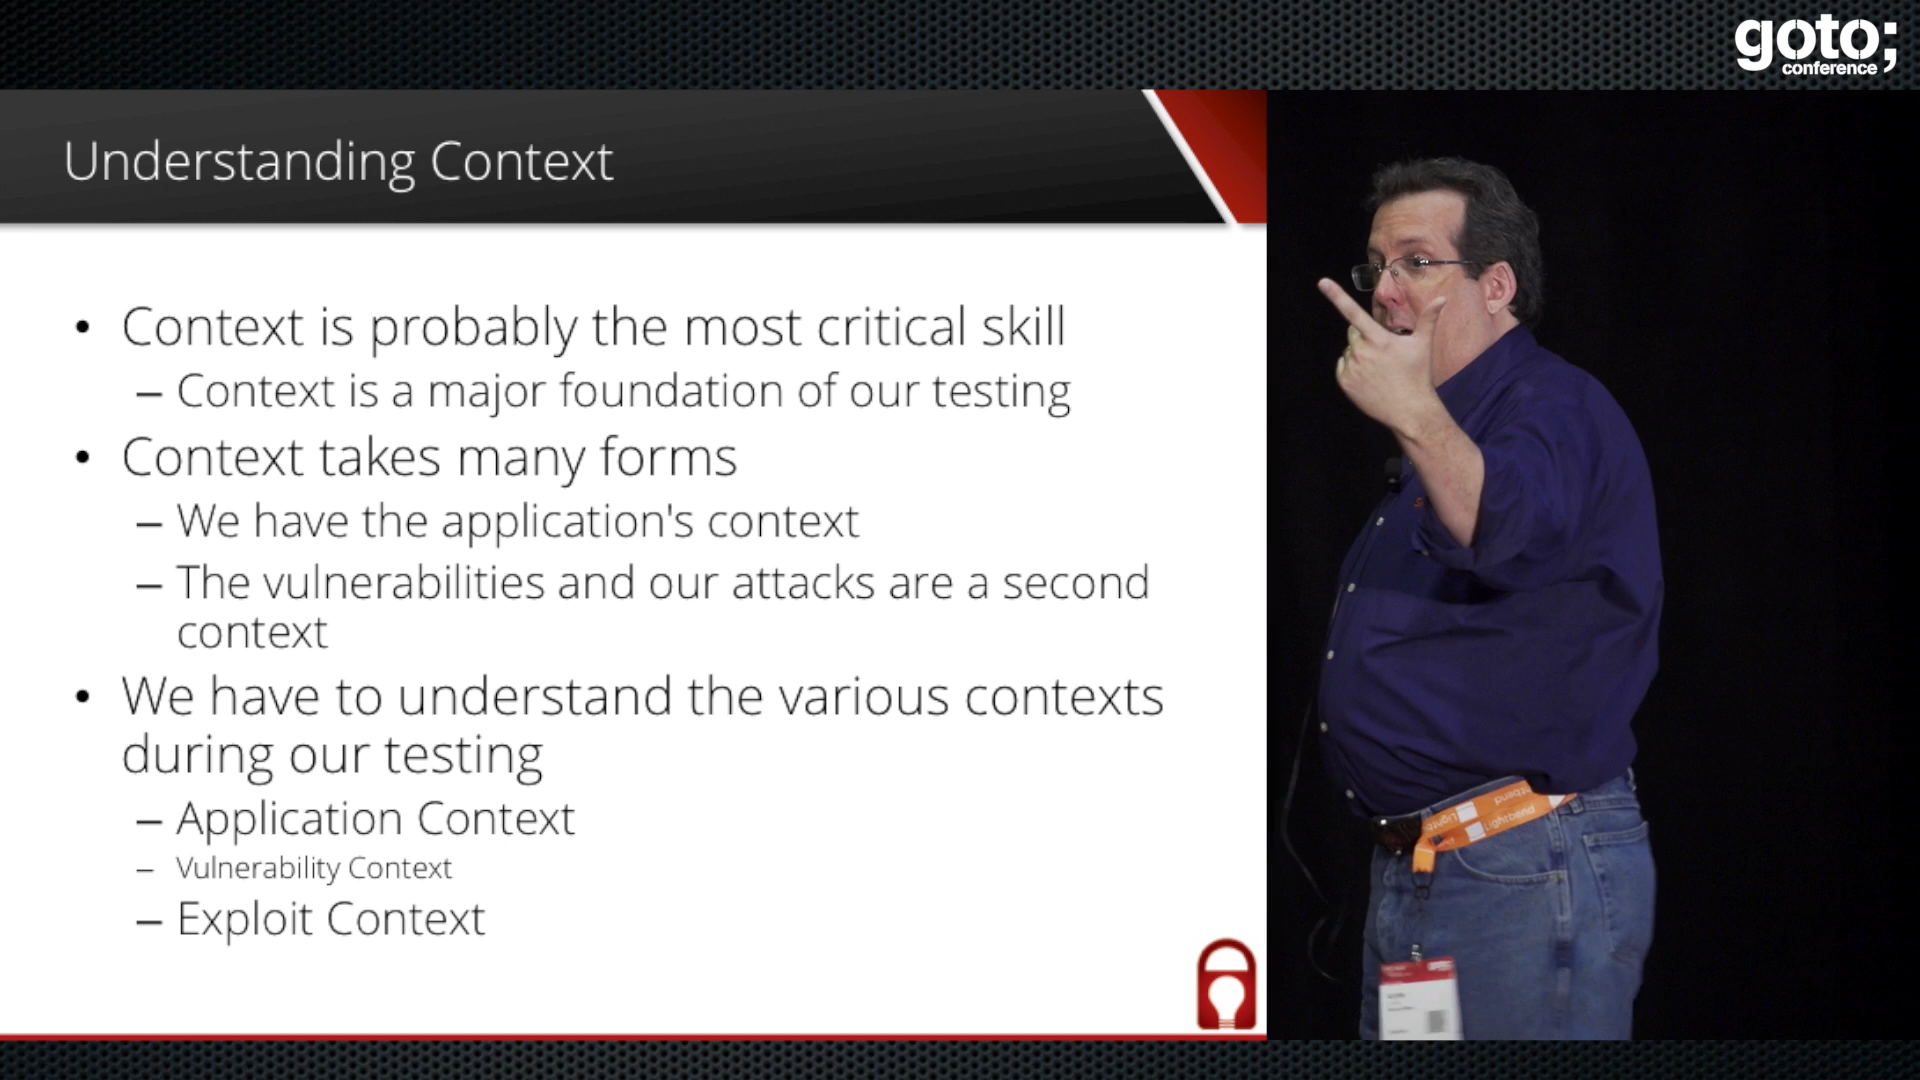 goto;
conference
Understanding Context
• Context is probably the most critical skill
– Context is a major foundation of our testing
• Context takes many forms
– We have the application's context
– The vulnerabilities and our attacks are a second
context
• We have to understand the various contexts
during our testing
– Application Context
– Vulnerability Context
– Exploit Context
Lightbend